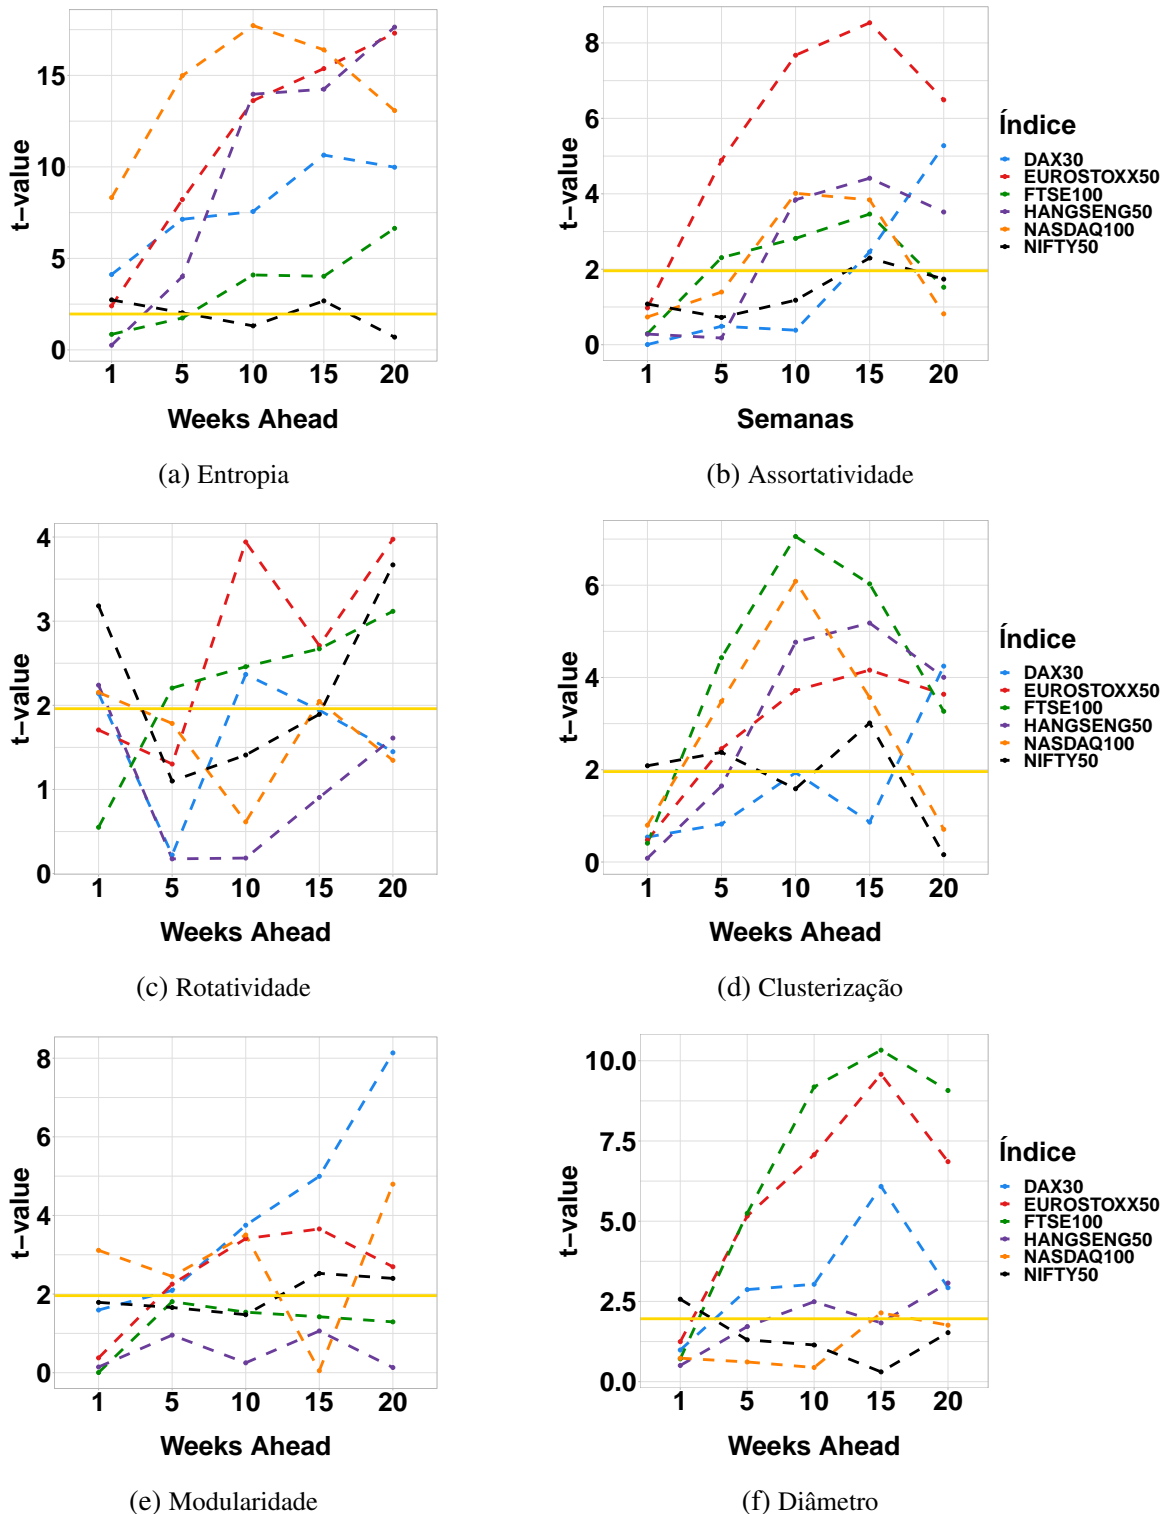 15
10
5
0
t−value
1 5 10 15 20
Weeks Ahead
(a) Entropia
8
6
4
2
0
t−value
1 5 10 15 20
Semanas
(b) Assortatividade
Índice
DAX30
EUROSTOXX50
FTSE100
HANGSENG50
NASDAQ100
NIFTY50
4
3
2
1
0
t−value
1 5 10 15 20
Weeks Ahead
(c) Rotatividade
6
4
2
0
t−value
1 5 10 15 20
Weeks Ahead
(d) Clusterização
Índice
DAX30
EUROSTOXX50
FTSE100
HANGSENG50
NASDAQ100
NIFTY50
8
6
4
2
0
t−value
1 5 10 15 20
Weeks Ahead
(e) Modularidade
10.0
7.5
5.0
2.5
0.0
t−value
1 5 10 15 20
Weeks Ahead
(f) Diâmetro
Índice
DAX30
EUROSTOXX50
FTSE100
HANGSENG50
NASDAQ100
NIFTY50